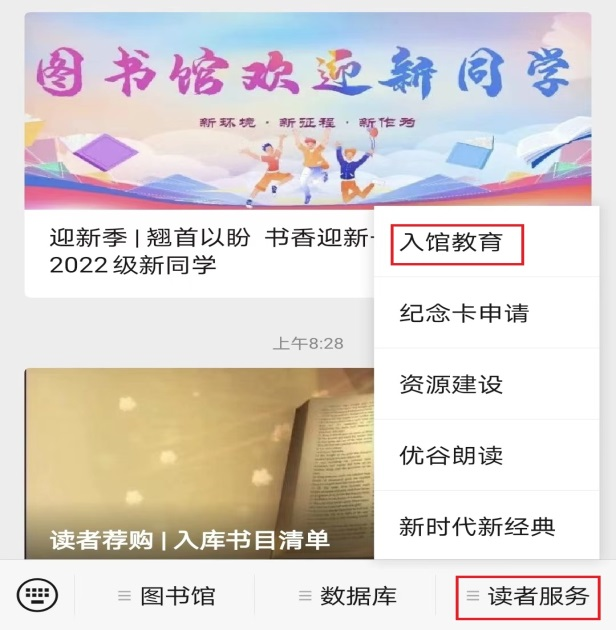 图书馆欢迎新同学
新环境·新征程·新作为
迎新季|翘首以盼 书香迎新
2022级新同学
入馆教育
纪念卡申请
资源建设
优谷朗读
新时代新经典
上午8:28
读者荐购|入库书目清单
图书馆
数据库
读者服务